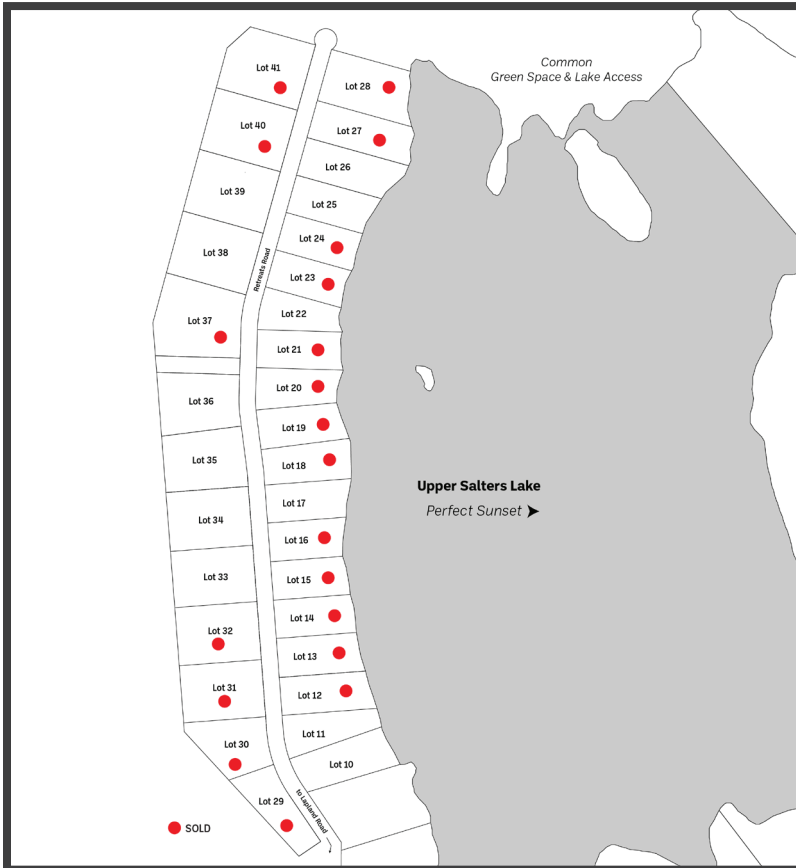 Common
Green Space & Lake Access
Lot 41
Lot 28
Lot 40
Lot 27
Lot 26
Lot 39
Lot 25
Lot 24
Lot 38
Retreats Road
Lot 23
Lot 22
Lot 37
Lot 21
Lot 20
Lot 36
Lot 19
Lot 35
Lot 18
Upper Salters Lake
Perfect Sunset ➤
Lot 17
Lot 34
Lot 16
Lot 33
Lot 15
Lot 14
Lot 32
Lot 13
Lot 31
Lot 12
Lot 11
Lot 30
Lot 10
Lot 29
to Lapland Road
SOLD